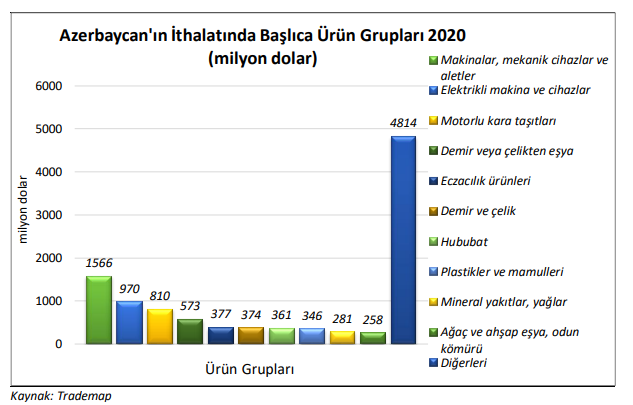 Azerbaycan'ın İthalatında Başlıca Ürün Grupları 2020
(milyon dolar)
6000
5000
4000
3000
2000
1000
0
milyon dolar
1566
970
810
573
377
374
361
346
281
258
4814
Ürün Grupları
Makinalar, mekanik cihazlar ve
aletler
Elektrikli makina ve cihazlar
Motorlu kara taşıtları
Demir veya çelikten eşya
Eczacılık ürünleri
Demir ve çelik
Hububat
Plastikler ve mamulleri
Mineral yakıtlar, yağlar
Ağaç ve ahşap eşya, odun
kömürü
Diğerleri
Kaynak: Trademap